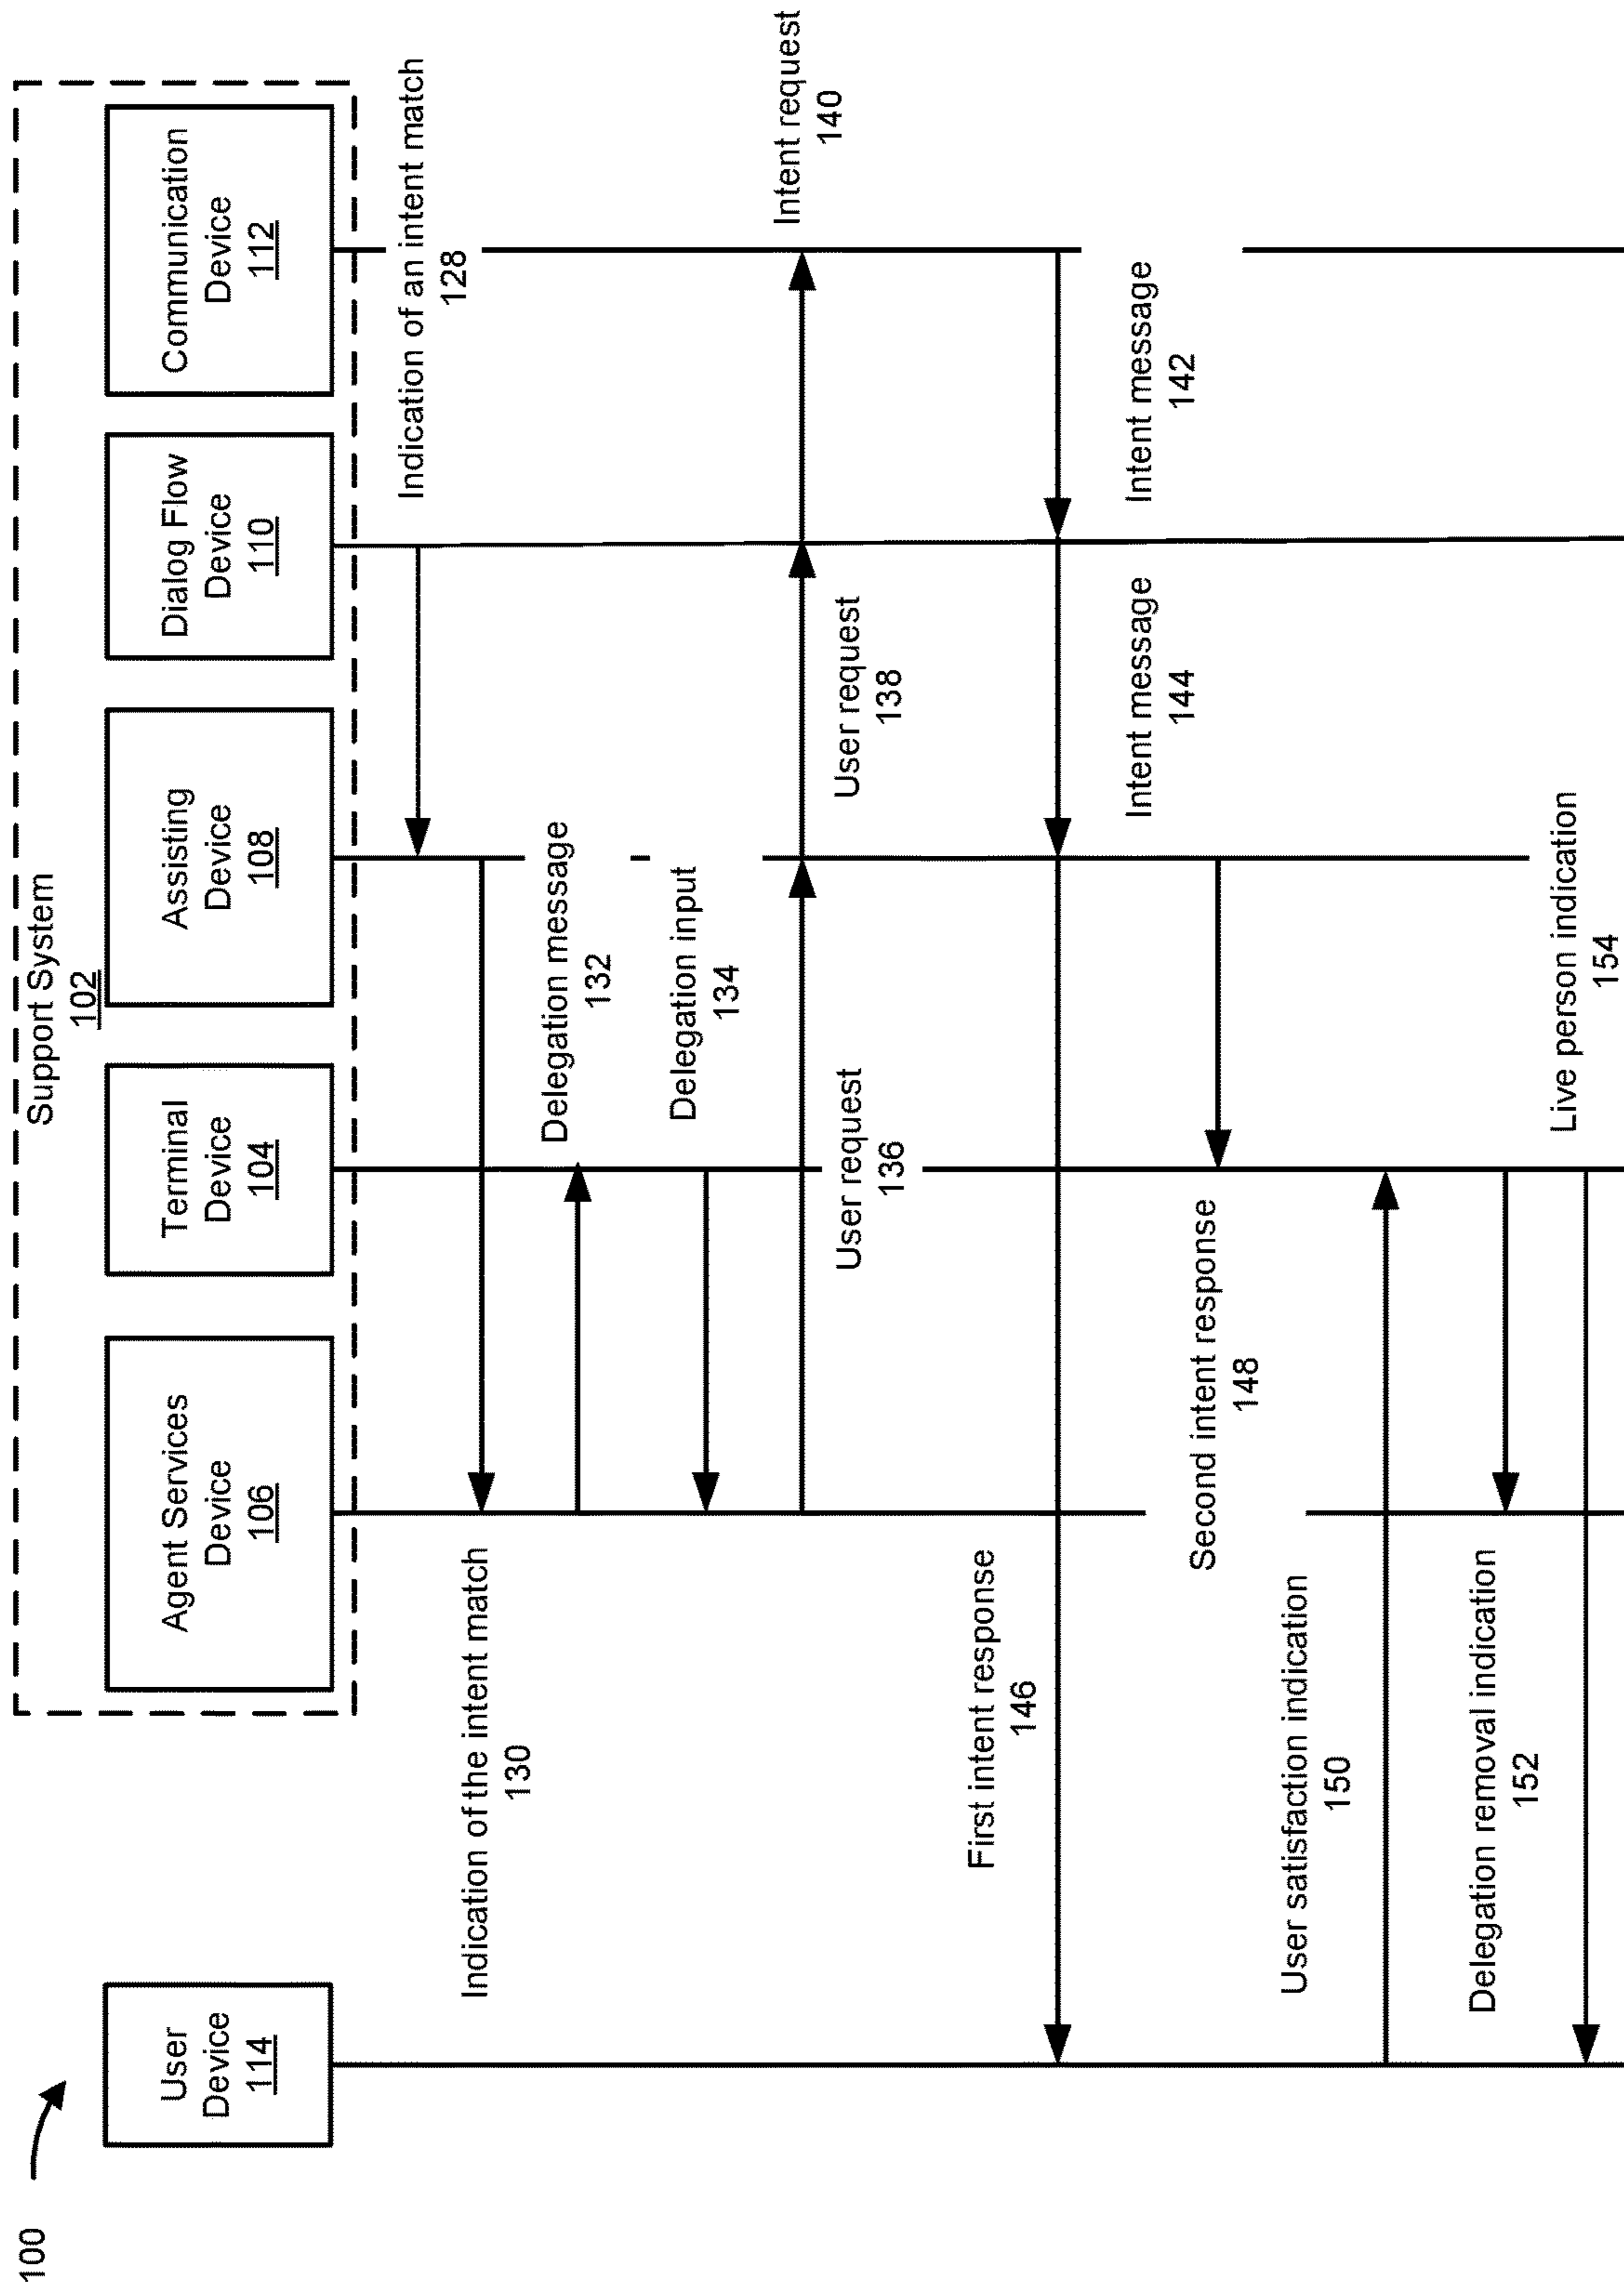 100
Support System
102
User
Device
114
Agent Services
Device
106
Terminal
Device
104
Assisting
Device
108
Dialog Flow
Device
110
Communication
Device
112
Indication of an intent match
128
Indication of the intent match
130
Delegation message
132
Delegation input
134
User request
136
User request
138
Intent request
140
Intent message
142
Intent message
144
First intent response
146
Second intent response
148
User satisfaction indication
150
Delegation removal indication
152
Live person indication
154